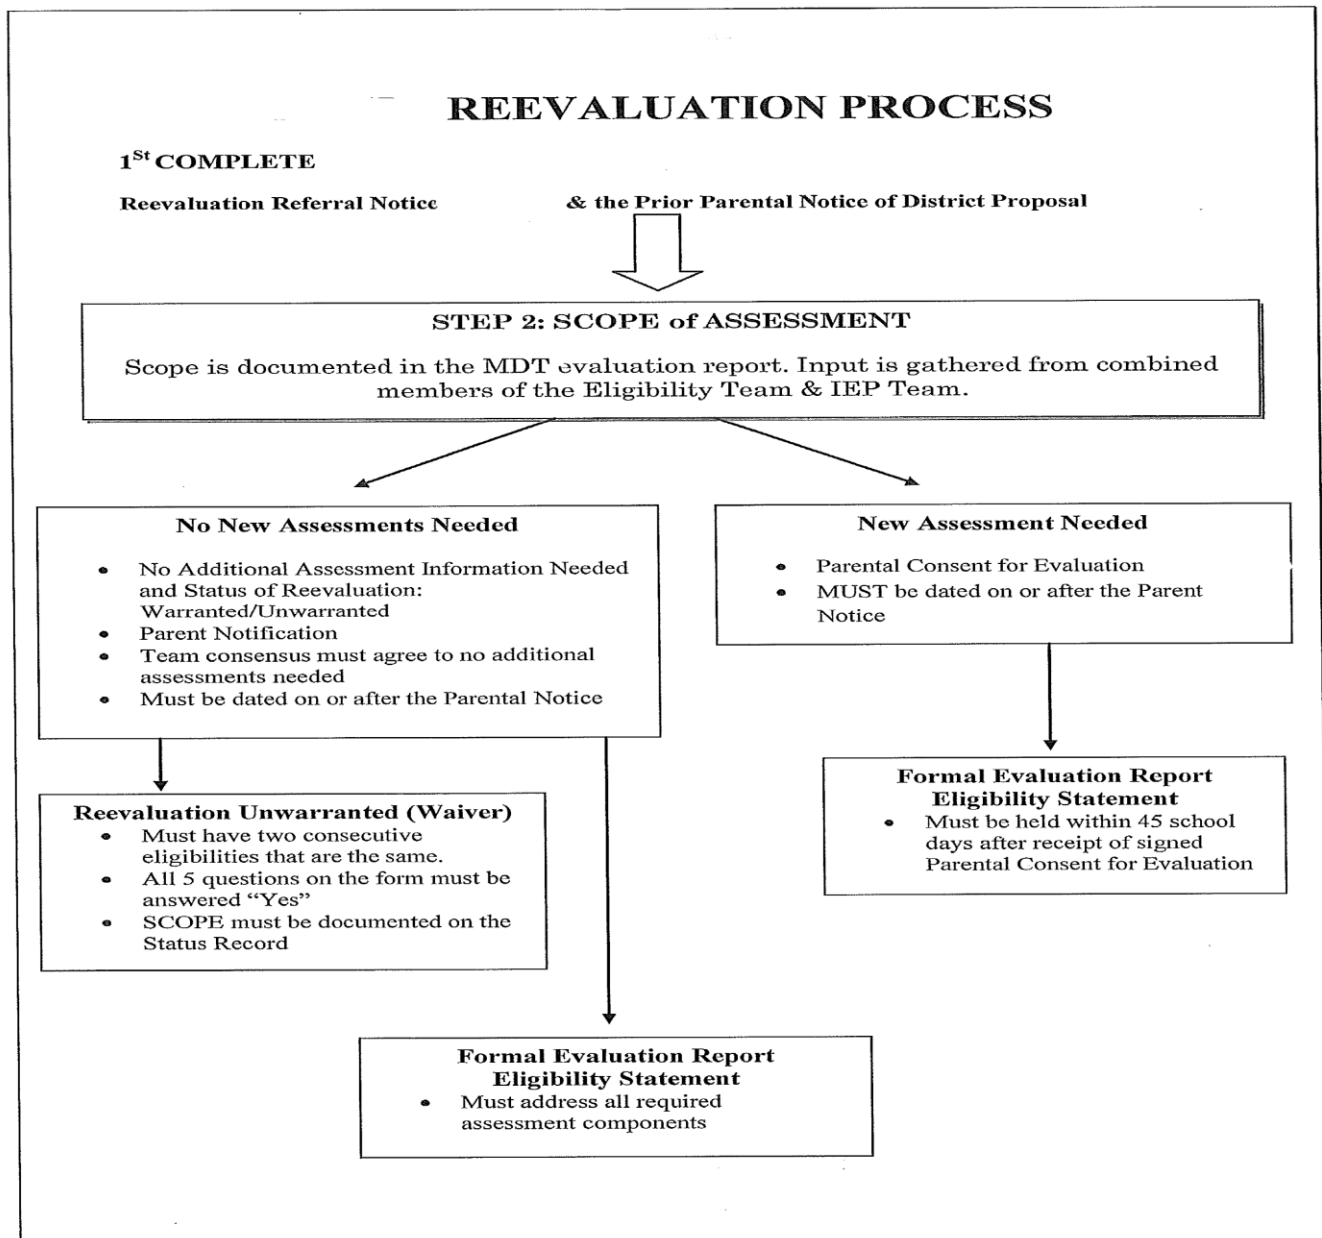 REEVALUATION PROCESS
1St COMPLETE
Reevaluation Referral Notice & the Prior Parental Notice of District Proposal
STEP 2: SCOPE of ASSESSMENT
Scope is documented in the MDT evaluation report. Input is gathered from combined
members of the Eligibility Team & IEP Team.
No New Assessments Needed
• No Additional Assessment Information Needed
and Status of Reevaluation:
Warranted/Unwarranted
• Parent Notification
• Team consensus must agree to no additional
assessments needed
• Must be dated on or after the Parental Notice
New Assessment Needed
• Parental Consent for Evaluation
• MUST be dated on or after the Parent
Notice
Reevaluation Unwarranted (Waiver)
• Must have two consecutive
eligibilities that are the same.
• All 5 questions on the form must be
answered “Yes”
• SCOPE must be documented on the
Status Record
Formal Evaluation Report
Eligibility Statement
• Must be held within 45 school
days after receipt of signed
Parental Consent for Evaluation
Formal Evaluation Report
Eligibility Statement
• Must address all required
assessment components